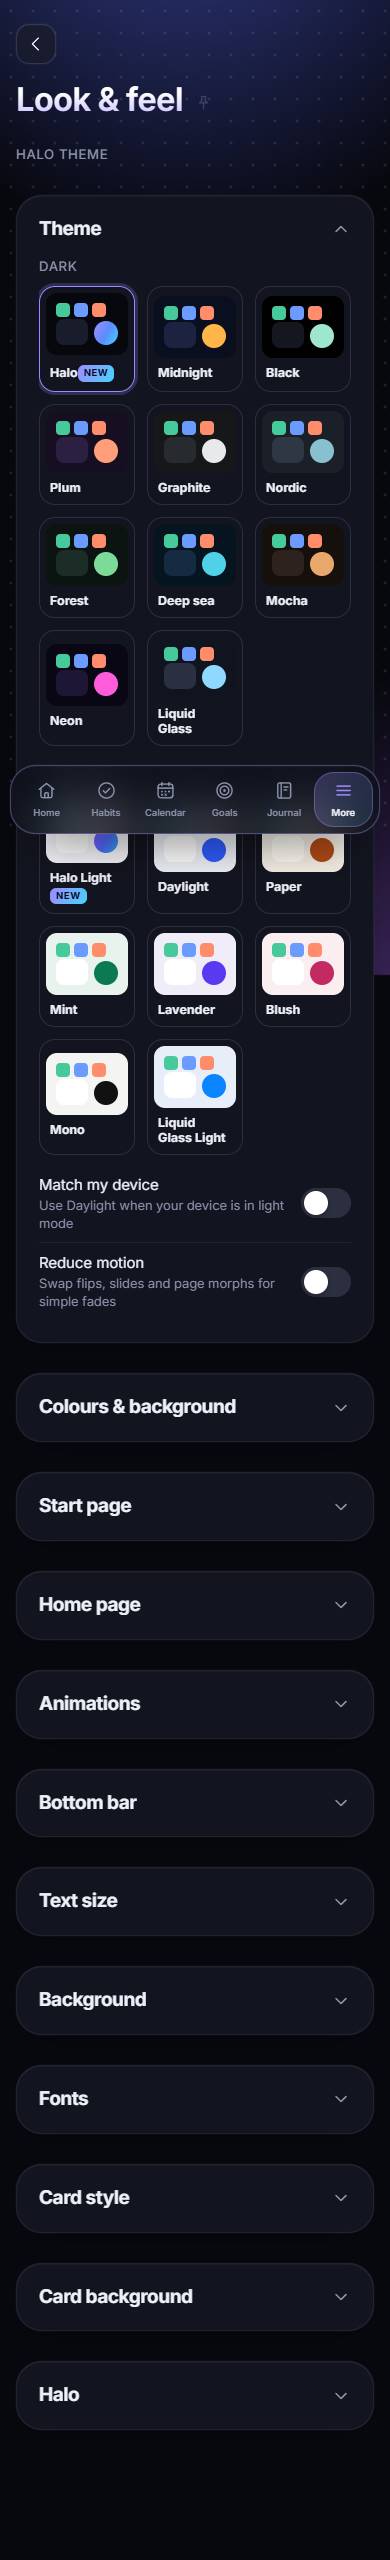 Look & feel
HALO THEME
Theme
DARK
Halo NEW
Midnight
Black
Plum
Graphite
Nordic
Forest
Deep sea
Mocha
Neon
Liquid
Glass
Home
Habits
Calendar
Goals
Journal
More
Halo Light
NEW
Daylight
Paper
Mint
Lavender
Blush
Mono
Liquid
Glass Light
Match my device
Use Daylight when your device is in light
mode
Reduce motion
Swap flips, slides and page morphs for
simple fades
Colours & background
Start page
Home page
Animations
Bottom bar
Text size
Background
Fonts
Card style
Card background
Halo